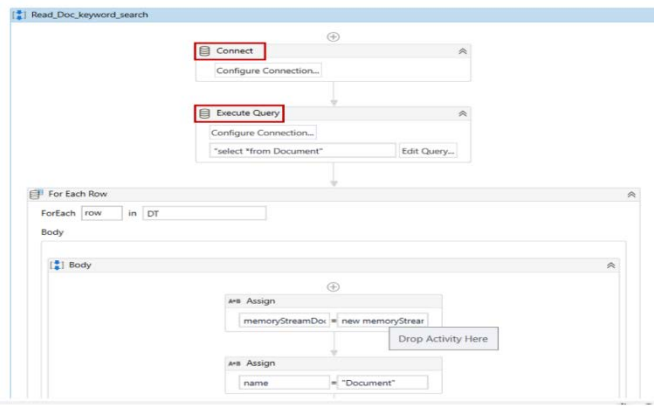 Read_Doc_keyword_search
Connect
Configure Connection...
Execute Query
Configure Connection...
"select *from Document" Edit Query...
For Each Row
ForEach row in DT
Body
Body
A+B Assign
memoryStreamDo = new memoryStrear
Drop Activity Here
A+B Assign
name = "Document"